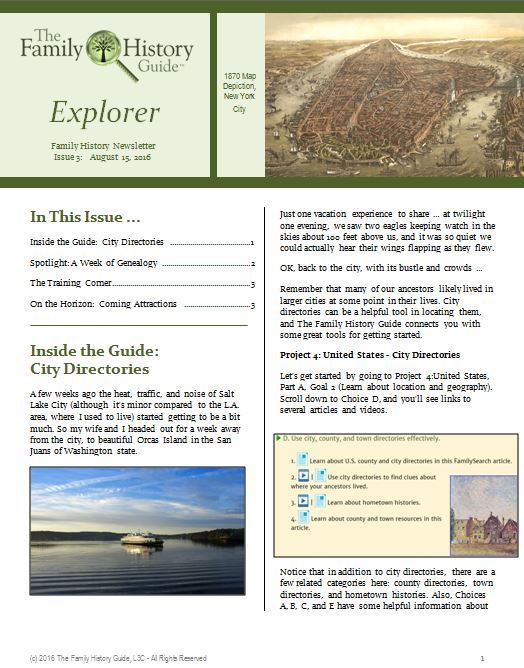 The
Family History
Guide™
Explorer
Family History Newsletter
Issue 3: August 15, 2016
1870 Map
Depiction,
New York
City
In This Issue ...
Inside the Guide: City Directories ...................................1
Spotlight: A Week of Genealogy .......................................2
The Training Corner............................................................3
On the Horizon: Coming Attractions ..............................3
Inside the Guide:
City Directories
A few weeks ago the heat, traffic, and noise of Salt
Lake City (although it's minor compared to the L.A.
area, where I used to live) started getting to be a bit
much. So my wife and I headed out for a week away
from the city, to beautiful Orcas Island in the San
Juans of Washington state.
Just one vacation experience to share ... at twilight
one evening, we saw two eagles keeping watch in the
skies about 100 feet above us, and it was so quiet we
could actually hear their wings flapping as they flew.
OK, back to the city, with its bustle and crowds ...
Remember that many of our ancestors likely lived in
larger cities at some point in their lives. City
directories can be a helpful tool in locating them,
and The Family History Guide connects you with
some great tools for getting started.
Project 4: United States - City Directories
Let's get started by going to Project 4:United States,
Part A, Goal 2 (Learn about location and geography).
Scroll down to Choice D, and you'll see links to
several articles and videos.
D. Use city, county, and town directories effectively.
1. Learn about U.S. county and city directories in this FamilySearch article.
2. | Use city directories to find clues about
where your ancestors lived.
3. | Learn about hometown histories.
4. Learn about county and town resources in this
article.
Notice that in addition to city directories, there are a
few related categories here: county directories, town
directories, and hometown histories. Also, Choices
A, B, C, and E have some helpful information about
(c) 2016 The Family History Guide, L3C - All Rights Reserved
1